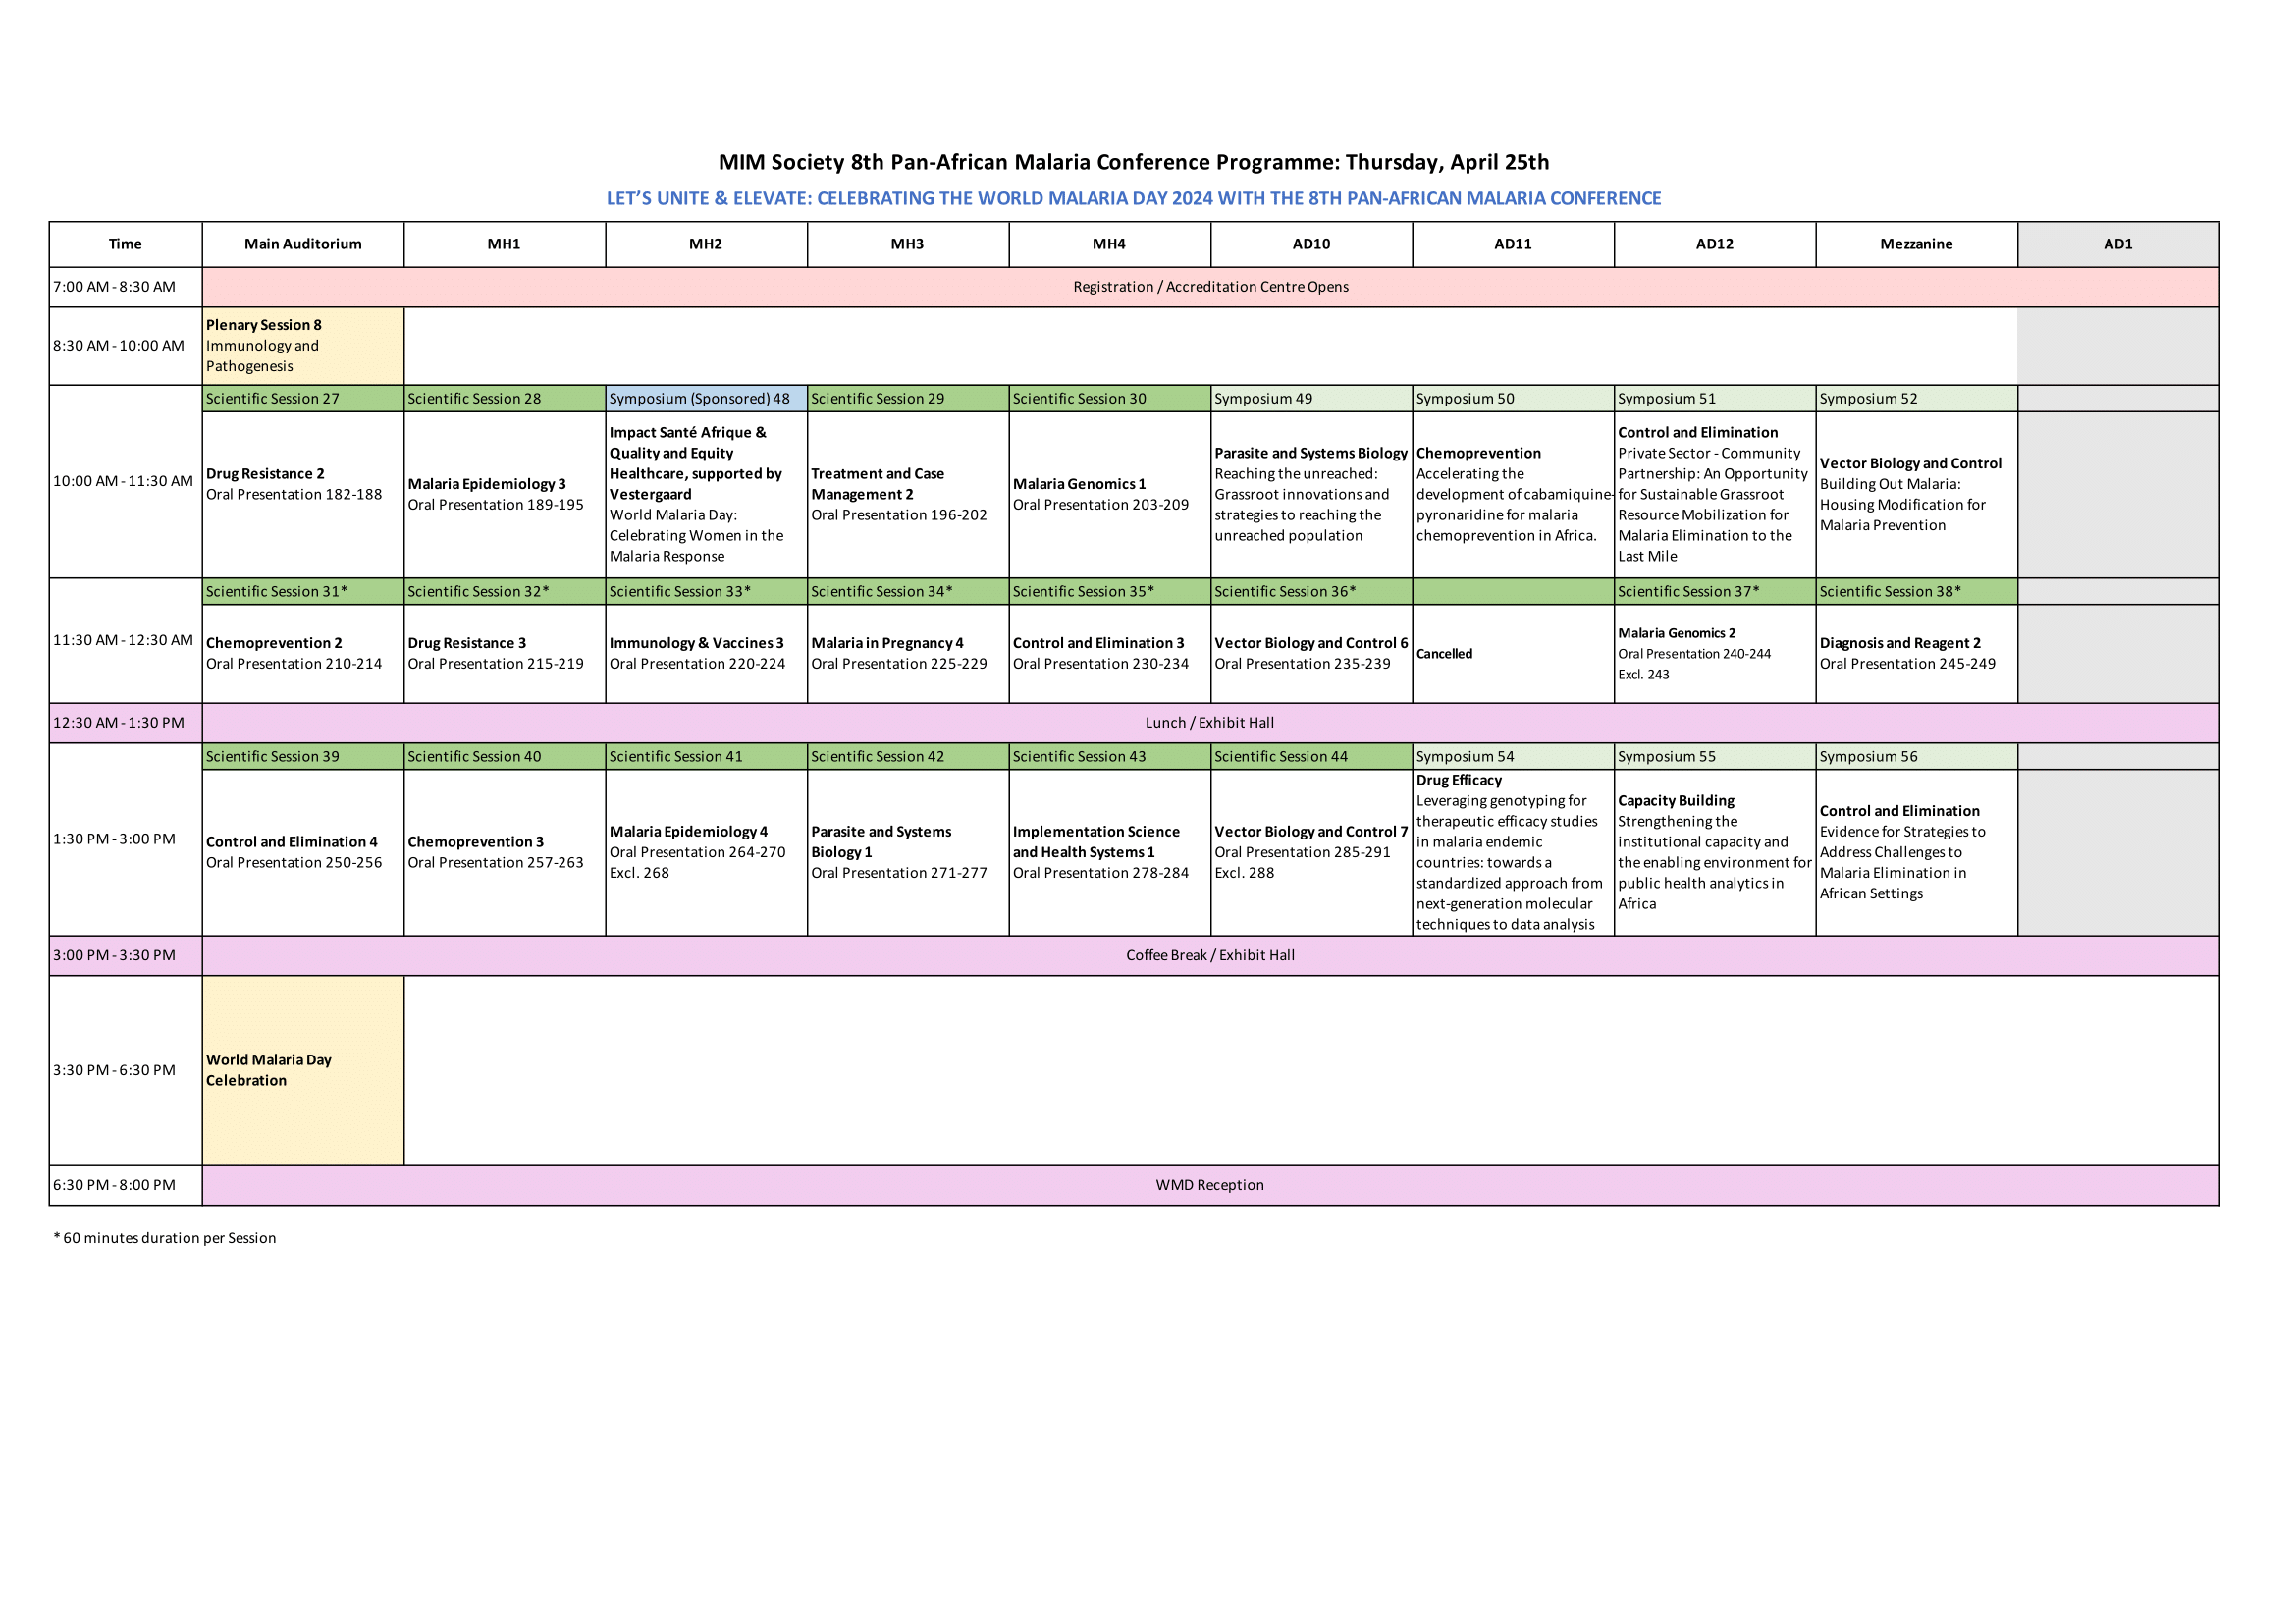 MIM Society 8th Pan-African Malaria Conference Programme: Thursday, April 25th
LET'S UNITE & ELEVATE: CELEBRATING THE WORLD MALARIA DAY 2024 WITH THE 8TH PAN-AFRICAN MALARIA CONFERENCE
Time
Main Auditorium
MH1
MH2
MH3
MH4
AD10
AD11
AD12
Mezzanine
AD1
7:00 AM - 8:30 AM
Registration / Accreditation Centre Opens
8:30 AM - 10:00 AM
Plenary Session 8
Immunology and
Pathogenesis
10:00 AM - 11:30 AM
Scientific Session 27
Drug Resistance 2
Oral Presentation 182-188
Scientific Session 28
Malaria Epidemiology 3
Oral Presentation 189-195
Symposium (Sponsored) 48
Impact Santé Afrique &
Quality and Equity
Healthcare, supported by
Vestergaard
World Malaria Day:
Celebrating Women in the
Malaria Response
Scientific Session 29
Treatment and Case
Management 2
Oral Presentation 196-202
Scientific Session 30
Malaria Genomics 1
Oral Presentation 203-209
Symposium 49
Parasite and Systems Biology
Reaching the unreached:
Grassroot innovations and
strategies to reaching the
unreached population
Symposium 50
Chemoprevention
Accelerating the
development of cabamiquine-
pyronaridine for malaria
chemoprevention in Africa.
Symposium 51
Control and Elimination
Private Sector - Community
Partnership: An Opportunity
for Sustainable Grassroot
Resource Mobilization for
Malaria Elimination to the
Last Mile
Symposium 52
Vector Biology and Control
Building Out Malaria:
Housing Modification for
Malaria Prevention
11:30 AM - 12:30 AM
Scientific Session 31*
Chemoprevention 2
Oral Presentation 210-214
Scientific Session 32*
Drug Resistance 3
Oral Presentation 215-219
Scientific Session 33*
Immunology & Vaccines 3
Oral Presentation 220-224
Scientific Session 34*
Malaria in Pregnancy 4
Oral Presentation 225-229
Scientific Session 35*
Control and Elimination 3
Oral Presentation 230-234
Scientific Session 36*
Vector Biology and Control 6
Oral Presentation 235-239
Cancelled
Scientific Session 37*
Malaria Genomics 2
Oral Presentation 240-244
Excl. 243
Scientific Session 38*
Diagnosis and Reagent 2
Oral Presentation 245-249
12:30 AM - 1:30 PM
Lunch / Exhibit Hall
1:30 PM - 3:00 PM
Scientific Session 39
Control and Elimination 4
Oral Presentation 250-256
Scientific Session 40
Chemoprevention 3
Oral Presentation 257-263
Scientific Session 41
Malaria Epidemiology 4
Oral Presentation 264-270
Excl. 268
Scientific Session 42
Parasite and Systems
Biology 1
Oral Presentation 271-277
Scientific Session 43
Implementation Science
and Health Systems 1
Oral Presentation 278-284
Scientific Session 44
Vector Biology and Control 7
Oral Presentation 285-291
Excl. 288
Symposium 54
Drug Efficacy
Leveraging genotyping for
therapeutic efficacy studies
in malaria endemic
countries: towards a
standardized approach from
next-generation molecular
techniques to data analysis
Symposium 55
Capacity Building
Strengthening the
institutional capacity and
the enabling environment for
public health analytics in
Africa
Symposium 56
Control and Elimination
Evidence for Strategies to
Address Challenges to
Malaria Elimination in
African Settings
3:00 PM - 3:30 PM
Coffee Break / Exhibit Hall
3:30 PM - 6:30 PM
World Malaria Day
Celebration
6:30 PM - 8:00 PM
WMD Reception
* 60 minutes duration per Session